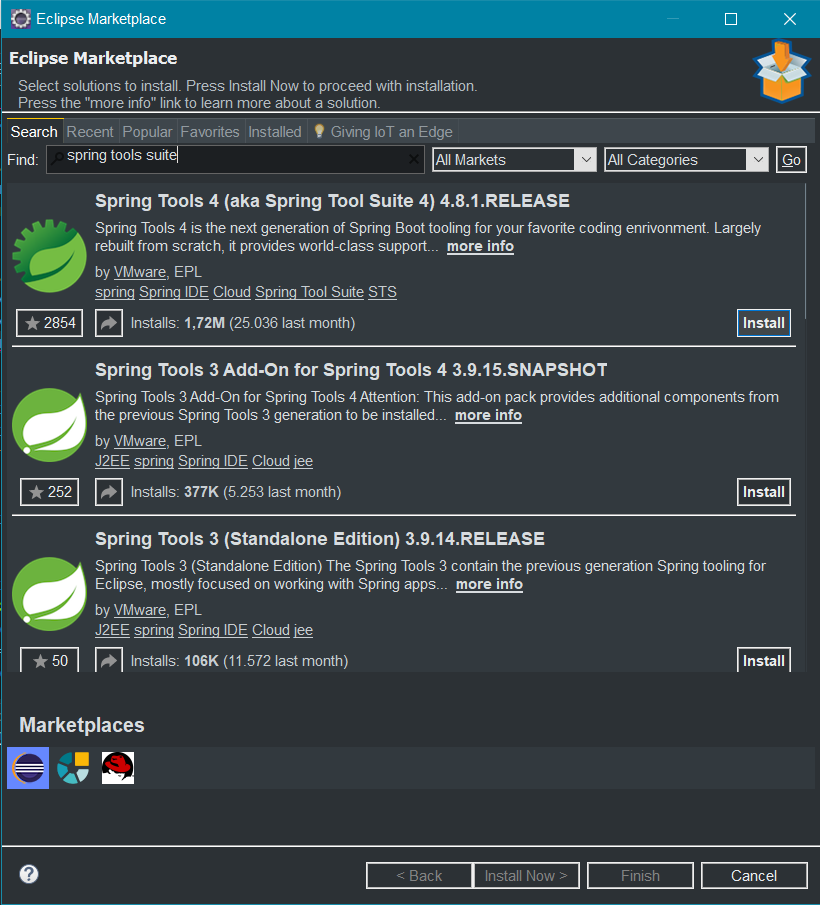 Eclipse Marketplace
Eclipse Marketplace
Select solutions to install. Press Install Now to proceed with installation.
Press the "more info" link to learn more about a solution.
Search Recent Popular Favorites Installed Giving IoT an Edge
Find: spring tools suite All Markets All Categories Go
Spring Tools 4 (aka Spring Tool Suite 4) 4.8.1.RELEASE
Spring Tools 4 is the next generation of Spring Boot tooling for your favorite coding enrivonment. Largely
rebuilt from scratch, it provides world-class support... more info
by VMware, EPL
spring Spring IDE Cloud Spring Tool Suite STS
2854 Installs: 1,72M (25.036 last month) Install
Spring Tools 3 Add-On for Spring Tools 4 3.9.15.SNAPSHOT
Spring Tools 3 Add-On for Spring Tools 4 Attention: This add-on pack provides additional components from
the previous Spring Tools 3 generation to be installed... more info
by VMware, EPL
J2EE spring Spring IDE Cloud jee
252 Installs: 377K (5.253 last month) Install
Spring Tools 3 (Standalone Edition) 3.9.14.RELEASE
Spring Tools 3 (Standalone Edition) The Spring Tools 3 contain the previous generation Spring tooling for
Eclipse, mostly focused on working with Spring apps... more info
by VMware, EPL
J2EE spring Spring IDE Cloud jee
50 Installs: 106K (11.572 last month) Install
Marketplaces
? < Back Install Now > Finish Cancel